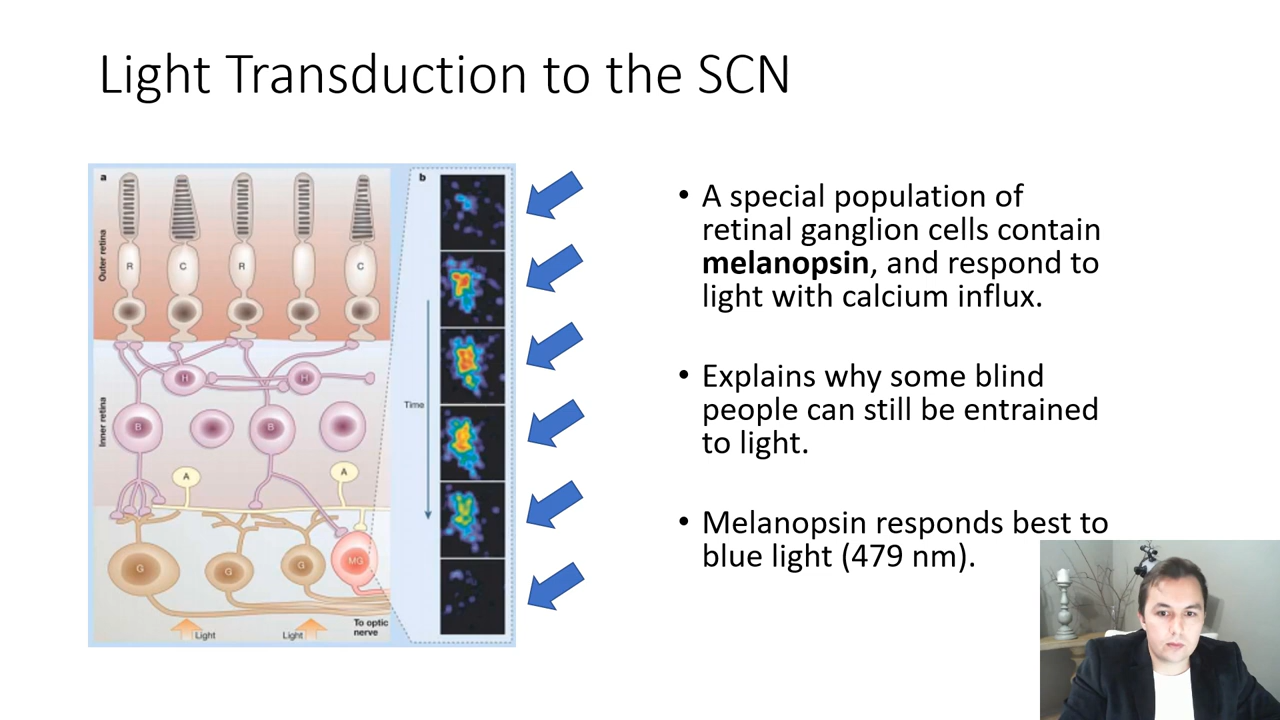 Light Transduction to the SCN
a
b
Outer retina
R
C
R
C
H
H
Inner retina
B
B
Time
A
A
G
G
G
MG
Light
Light
To optic
nerve
• A special population of
retinal ganglion cells contain
melanopsin, and respond to
light with calcium influx.
• Explains why some blind
people can still be entrained
to light.
• Melanopsin responds best to
blue light (479 nm).